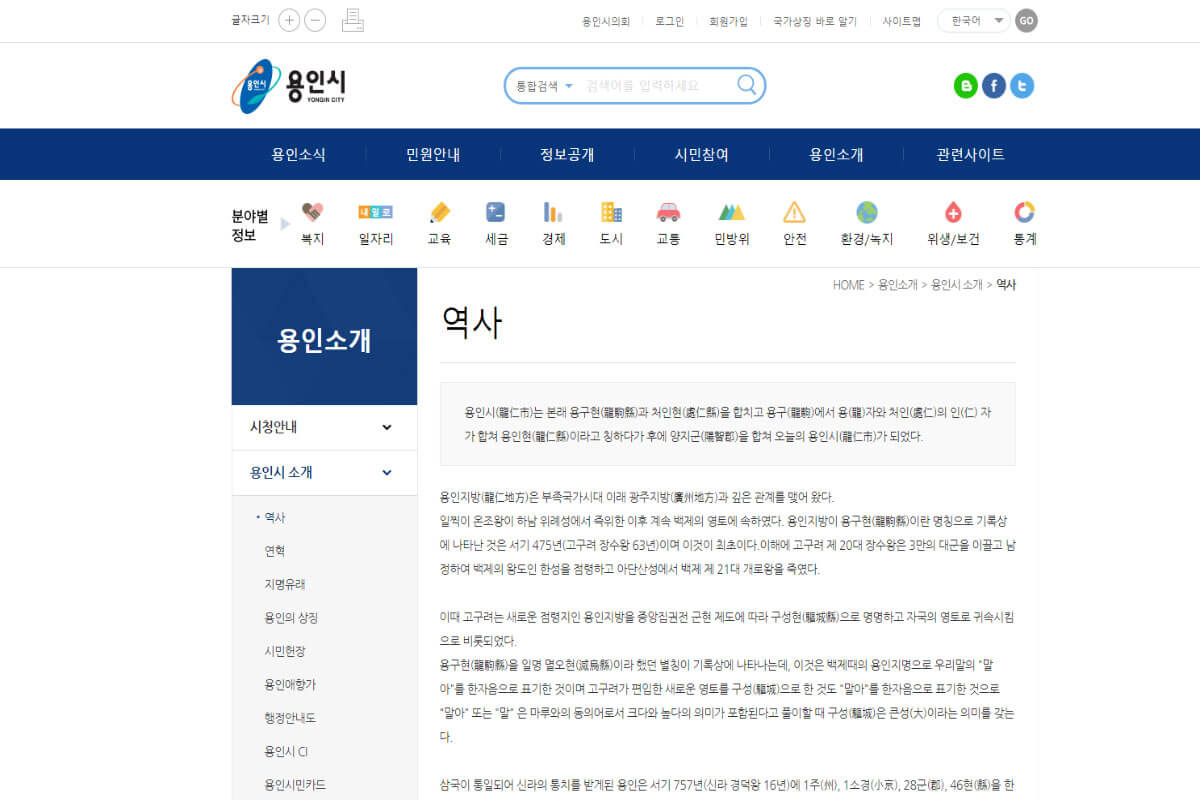 글자크기
용인시의회 로그인 회원가입 국가상징 바로 알기 사이트맵 한국어 GO
용인시 용인시 YONGIN CITY
통합검색 검색어를 입력하세요
용인소식 민원안내 정보공개 시민참여 용인소개 관련사이트
분야별
정보
내 일 로
복지 일자리 교육 세금 경제 도시 교통 민방위 안전 환경/녹지 위생/보건 통계
용인소개
시청안내
용인시 소개
역사
연혁
지명유래
용인의 상징
시민헌장
용인애향가
행정안내도
용인시 CI
용인시민카드
HOME > 용인소개 > 용인시 소개 > 역사
역사
용인시(龍仁市)는 본래 용구현(龍駒縣)과 처인현(處仁縣)을 합치고 용구(龍駒)에서 용(龍)자와 처인(處仁)의 인(仁) 자
가 합쳐 용인현(龍仁縣)이라고 칭하다가 후에 양지군(陽智郡)을 합쳐 오늘의 용인시(龍仁市)가 되었다.
용인지방(龍仁地方)은 부족국가시대 이래 광주지방(廣州地方)과 깊은 관계를 맺어 왔다.
일찍이 온조왕이 하남 위례성에서 즉위한 이후 계속 백제의 영토에 속하였다. 용인지방이 용구현(龍駒縣)이란 명칭으로 기록상
에 나타난 것은 서기 475년(고구려 장수왕 63년)이며 이것이 최초이다.이해에 고구려 제 20대 장수왕은 3만의 대군을 이끌고 남
정하여 백제의 왕도인 한성을 점령하고 아단산성에서 백제 제 21대 개로왕을 죽였다.
이때 고구려는 새로운 점령지인 용인지방을 중앙집권전 군현 제도에 따라 구성현(駆城縣)으로 명명하고 자국의 영토로 귀속시킴
으로 비롯되었다.
용구현(龍駒縣)을 일명 멸오현(滅烏縣)이라 했던 별칭이 기록상에 나타나는데, 이것은 백제때의 용인지명으로 우리말의 "말
아"를 한자음으로 표기한 것이며 고구려가 편입한 새로운 영토를 구성(駆城)으로 한 것도 "말아"를 한자음으로 표기한 것으로
"말아" 또는 "말" 은 마루와의 동의어로서 크다와 높다의 의미가 포함된다고 풀이할 때 구성(駆城)은 큰성(大)이라는 의미를 갖는
다.
삼국이 통일되어 신라의 통치를 받게된 용인은 서기 757년(신라 경덕왕 16년)에 1주(州), 1소경(小京), 28군(郡), 46현(縣)을 한